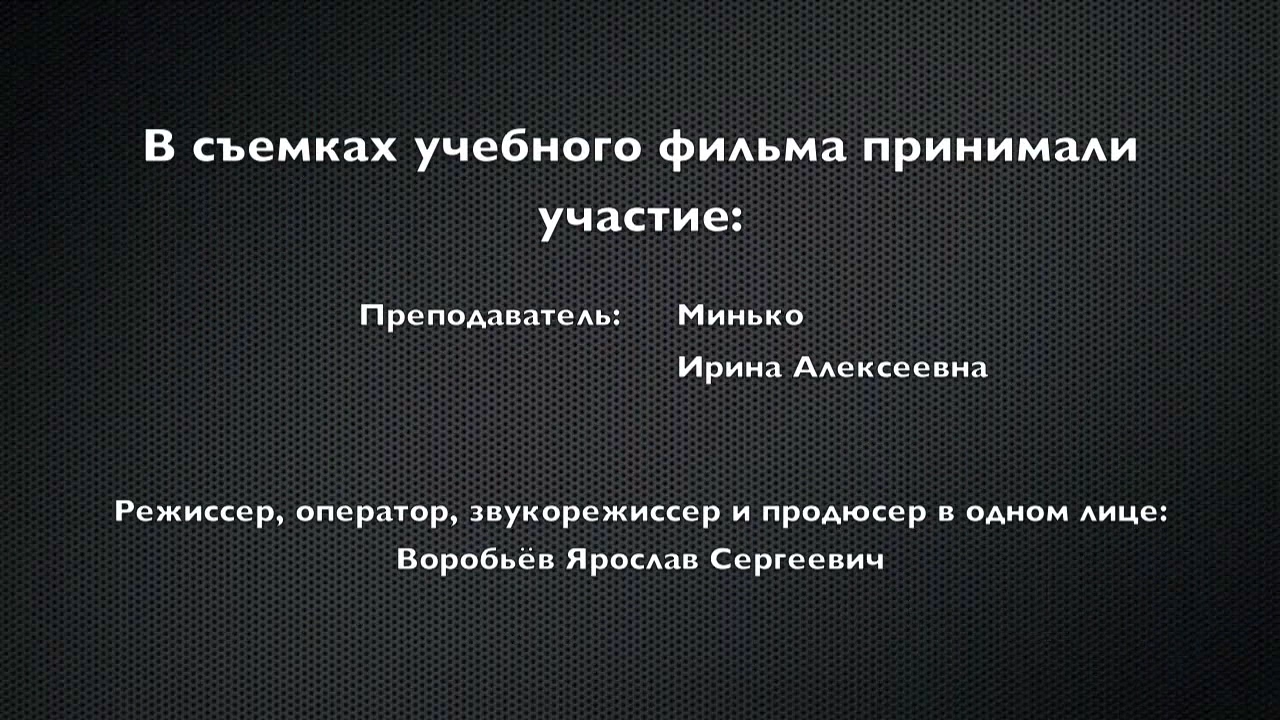 В съемках учебного фильма принимали
участие:
Преподаватель: Минько
Ирина Алексеевна
Режиссер, оператор, звукорежиссер и продюсер в одном лице:
Воробьёв Ярослав Сергеевич